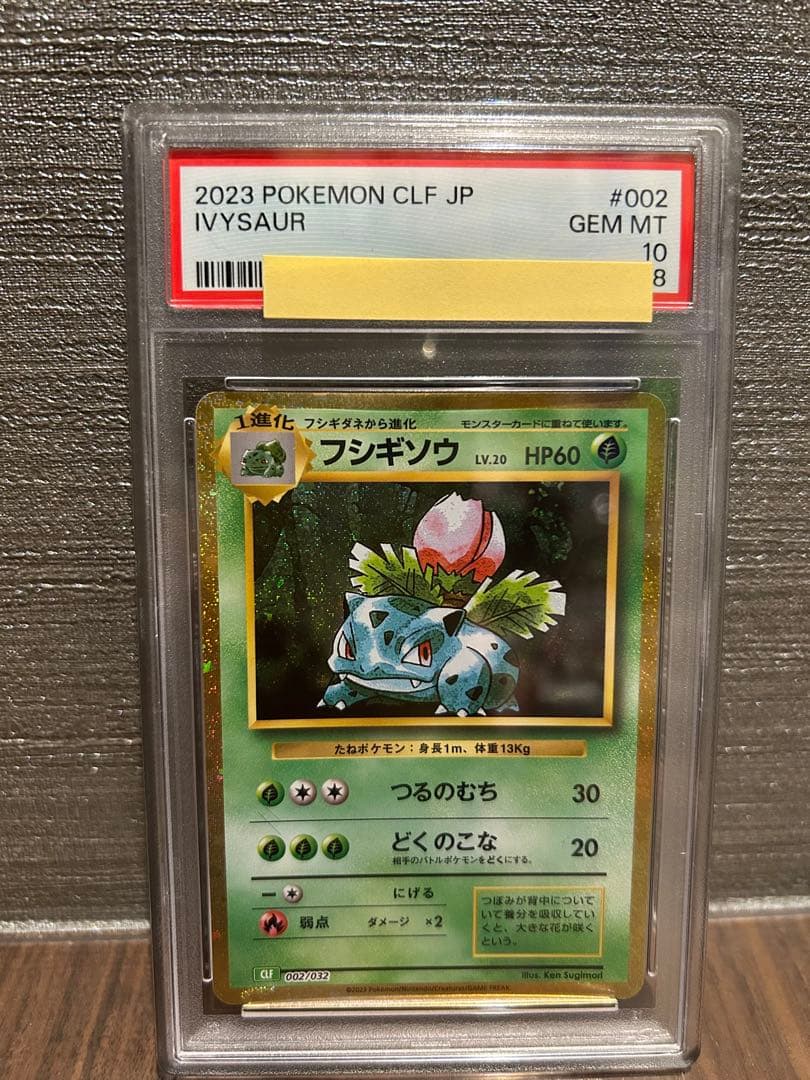 2023 POKEMON CLF JP #002
IVYSAUR GEM MT
10
8
1進化 フシギダネから進化 モンスターカードに重ねて使います。
フシギソウ LV.20 HP60
たねポケモン：身長1m、体重13Kg
つるのむち 30
どくのこな 20
相手のバトルポケモンをどくにする。
にげる
弱点 ダメージ ×2
つぼみが背中についてい
て養分を吸収してい
くと、大きな花が咲く
という。
CLF 002/032 Illus. Ken Sugimori
©2023 Pokémon/Nintendo/Creatures/GAME FREAK.